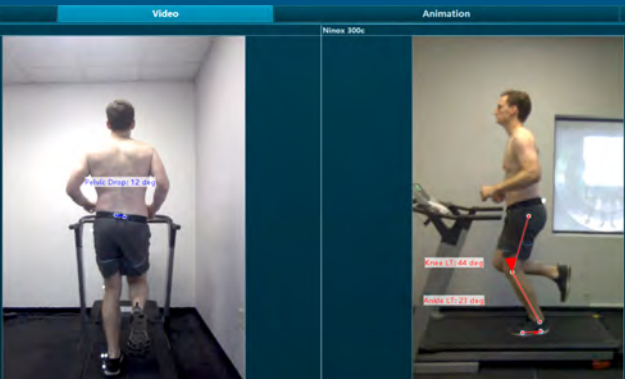 Video
Animation
Ninox 300c
Pelvic Drop: 12 deg
Knee LT: 44 deg
Ankle LT: 23 deg